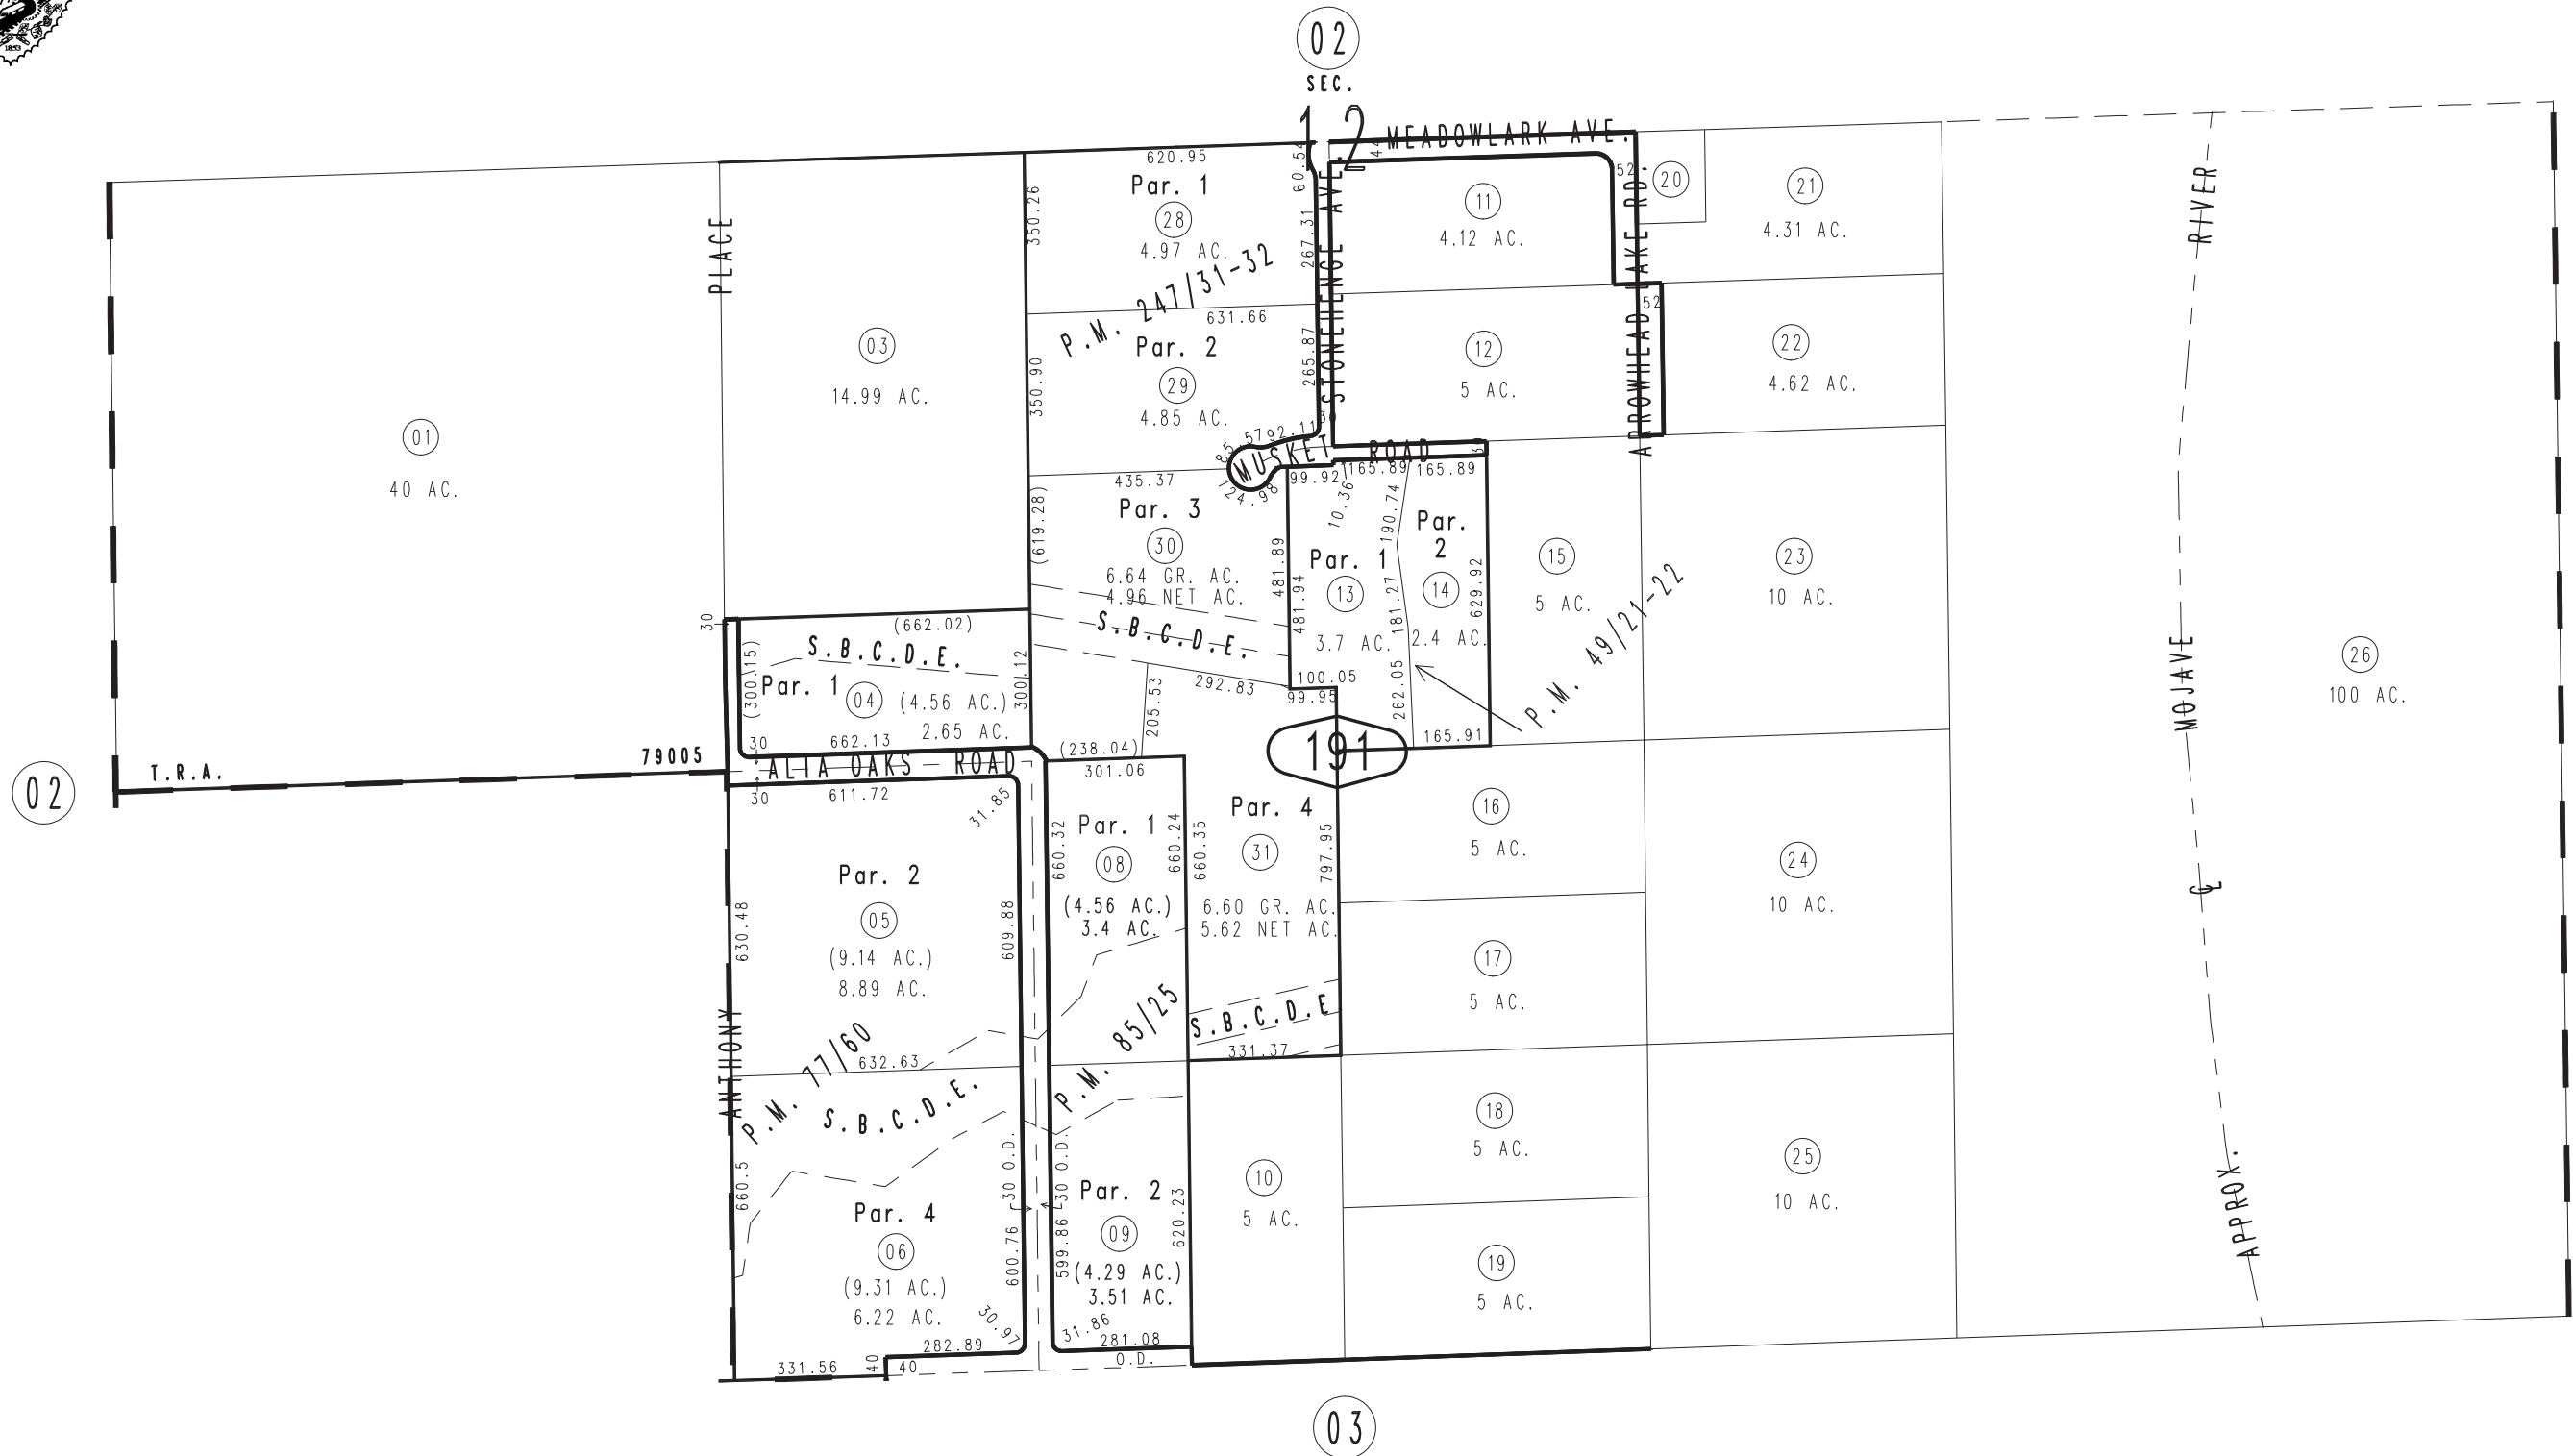 1853
02
SEC.
12
MEADOWLARK AVE.
44
620.95
60.54
Par. 1
28
4.97 AC.
350.26
267.31
P.M. 247/31-32
631.66
Par. 2
29
4.85 AC.
350.90
265.87
STONEHENGE AVE.
30
11
4.12 AC.
52
20
21
4.31 AC.
ARROWHEAD LAKE RD.
52
12
5 AC.
22
4.62 AC.
PLACE
03
14.99 AC.
01
40 AC.
85.57
92.11
MUSKET ROAD
124.98
99.92
165.89
165.89
10.36
435.37
(619.28)
Par. 3
30
6.64 GR. AC.
4.96 NET AC.
S.B.C.D.E.
481.89
481.94
Par. 1
13
3.7 AC.
190.74
181.27
262.05
Par.
2
14
2.4 AC.
629.92
15
5 AC.
P.M. 49/21-22
165.91
23
10 AC.
RIVER
MOJAVE
℄
APPROX.
26
100 AC.
30
(662.02)
S.B.C.D.E.
(300.15)
Par. 1
04
(4.56 AC.)
2.65 AC.
300.12
30
662.13
292.83
205.53
100.05
99.95
191
(238.04)
301.06
79005
T.R.A.
02
ALTA OAKS ROAD
30
611.72
31.85
Par. 2
05
(9.14 AC.)
8.89 AC.
630.48
609.88
660.32
Par. 1
08
(4.56 AC.)
3.4 AC.
660.24
660.35
Par. 4
31
6.60 GR. AC.
5.62 NET AC.
797.95
S.B.C.D.E
331.37
16
5 AC.
17
5 AC.
24
10 AC.
ANTHONY
P.M. 77/60
632.63
S.B.C.D.E.
P.M. 85/25
660.5
Par. 4
06
(9.31 AC.)
6.22 AC.
600.76
30 O.D.
30 O.D.
599.86
Par. 2
09
(4.29 AC.)
3.51 AC.
620.23
30.97
31.86
282.89
281.08
O.D.
331.56
40
40
10
5 AC.
18
5 AC.
19
5 AC.
25
10 AC.
03